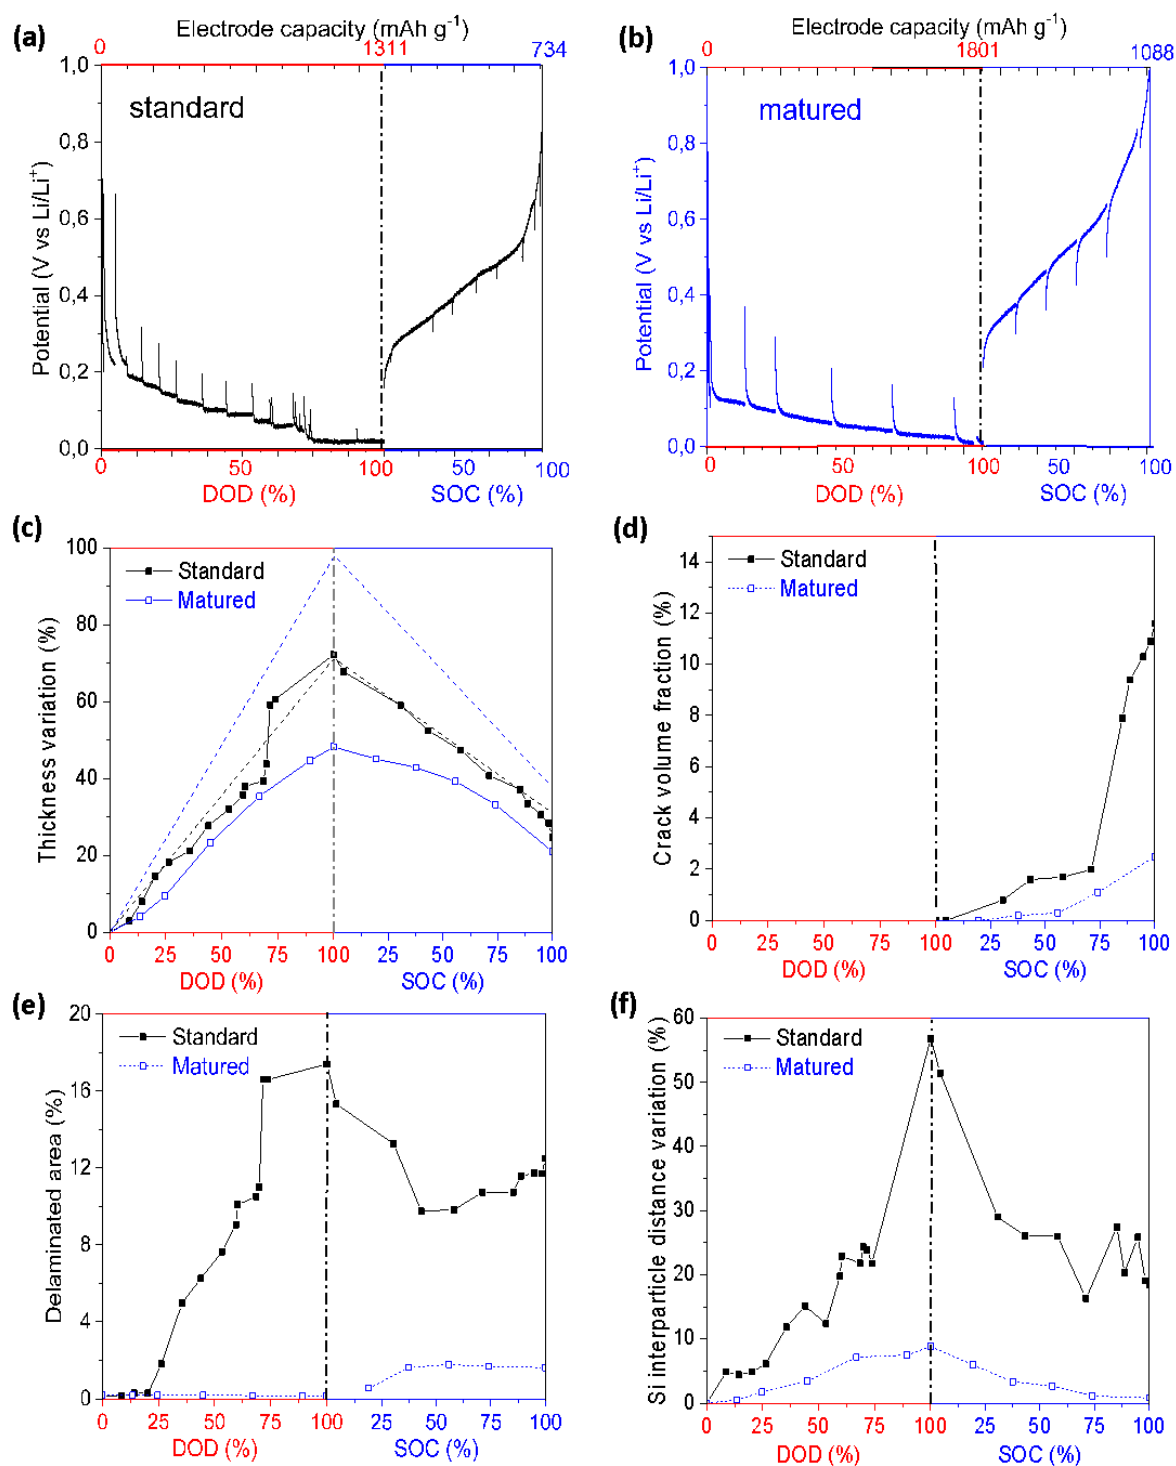 (a)
Electrode capacity (mAh g⁻¹)
0 1311 734
1,0
0,8
0,6
0,4
0,2
0,0
Potential (V vs Li/Li⁺)
standard
0 50 100 50 100
DOD (%) SOC (%)
(b)
Electrode capacity (mAh g⁻¹)
0 1801 1088
1,0
0,8
0,6
0,4
0,2
0,0
Potential (V vs Li/Li⁺)
matured
0 50 100 50 100
DOD (%) SOC (%)
(c)
100
80
60
40
20
0
Thickness variation (%)
Standard
Matured
0 25 50 75 100 25 50 75 100
DOD (%) SOC (%)
(d)
14
12
10
8
6
4
2
0
Crack volume fraction (%)
Standard
Matured
0 25 50 75 100 25 50 75 100
DOD (%) SOC (%)
(e)
20
16
12
8
4
0
Delaminated area (%)
Standard
Matured
0 25 50 75 100 25 50 75 100
DOD (%) SOC (%)
(f)
60
50
40
30
20
10
0
Si interparticle distance variation (%)
Standard
Matured
0 25 50 75 100 25 50 75 100
DOD (%) SOC (%)